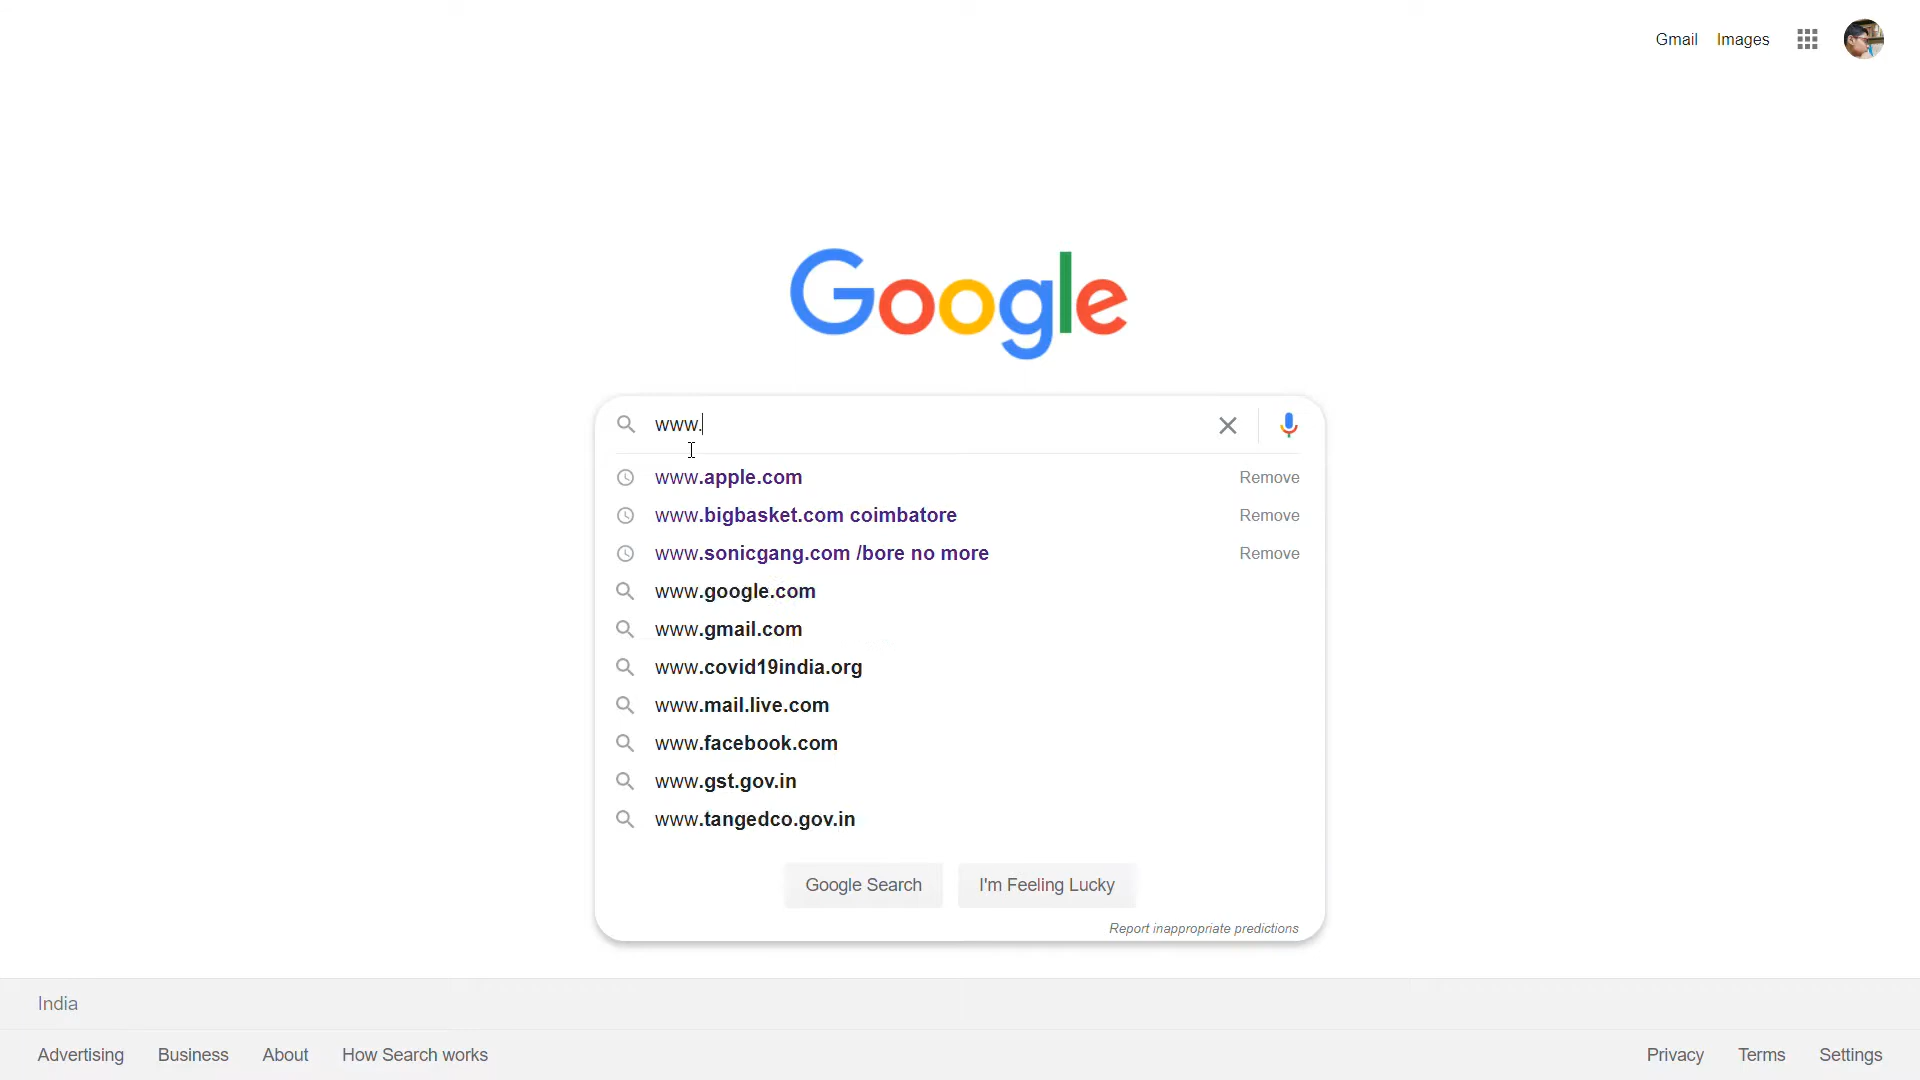 Gmail Images
Google
www.
www.apple.com Remove
www.bigbasket.com coimbatore Remove
www.sonicgang.com /bore no more Remove
www.google.com
www.gmail.com
www.covid19india.org
www.mail.live.com
www.facebook.com
www.gst.gov.in
www.tangedco.gov.in
Google Search I'm Feeling Lucky
Report inappropriate predictions
India
Advertising Business About How Search works Privacy Terms Settings